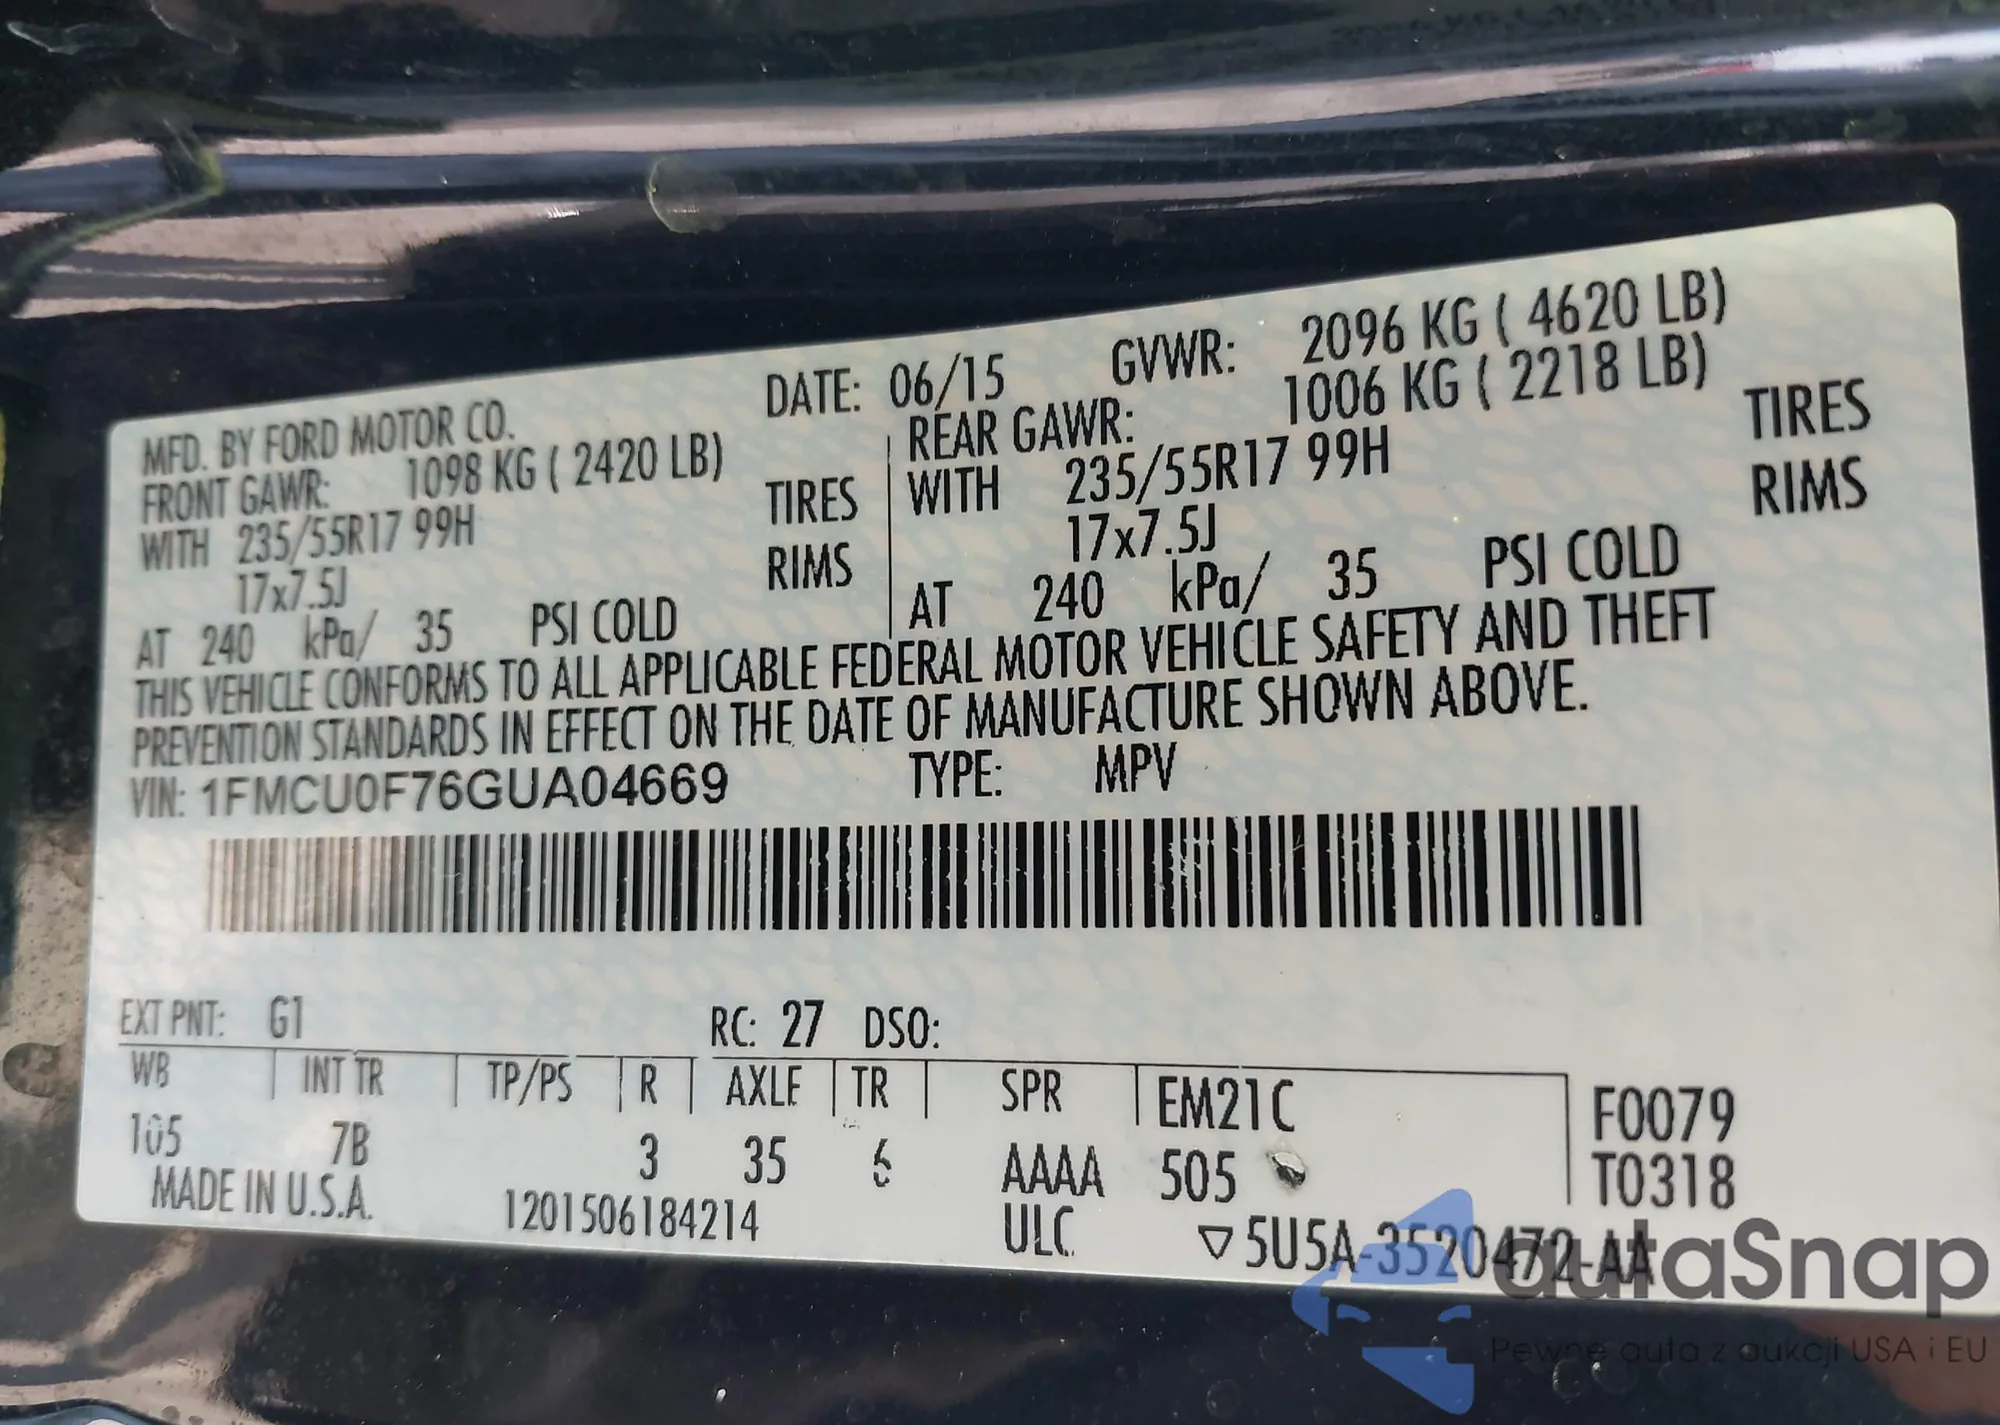 MFD. BY FORD MOTOR CO. DATE: 06/15 GVWR: 2096 KG ( 4620 LB)
FRONT GAWR: 1098 KG ( 2420 LB) REAR GAWR: 1006 KG ( 2218 LB)
WITH 235/55R17 99H TIRES WITH 235/55R17 99H TIRES
17x7.5J RIMS 17x7.5J RIMS
AT 240 kPa/ 35 PSI COLD AT 240 kPa/ 35 PSI COLD
THIS VEHICLE CONFORMS TO ALL APPLICABLE FEDERAL MOTOR VEHICLE SAFETY AND THEFT
PREVENTION STANDARDS IN EFFECT ON THE DATE OF MANUFACTURE SHOWN ABOVE.
VIN: 1FMCU0F76GUA04669 TYPE: MPV
EXT PNT: G1 RC: 27 DSO:
WB INT TR TP/PS R AXLE TR SPR EM21C F0079
105 7B 3 35 6 AAAA 505 T0318
MADE IN U.S.A. 1201506184214 ULC ▽5U5A-3520472-AA
autaSnap
Pewne auta z aukcji USA i EU